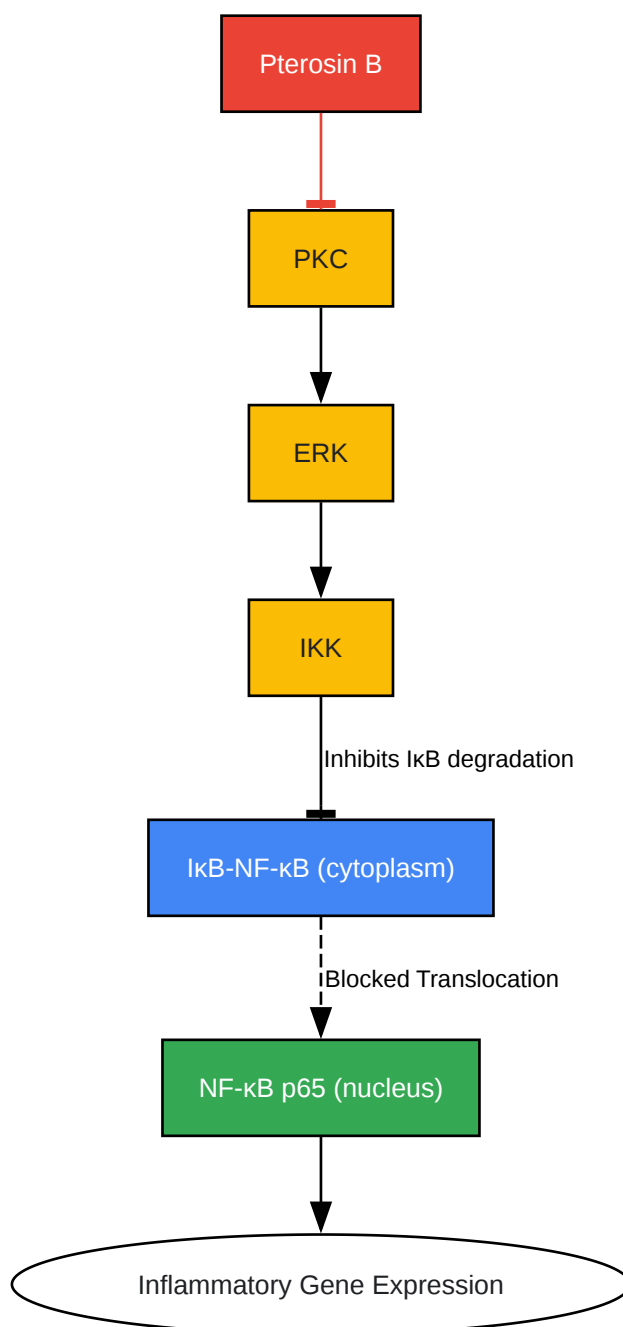 Pterosin B
PKC
ERK
IKK
Inhibits IκB degradation
IκB-NF-κB (cytoplasm)
Blocked Translocation
NF-κB p65 (nucleus)
Inflammatory Gene Expression